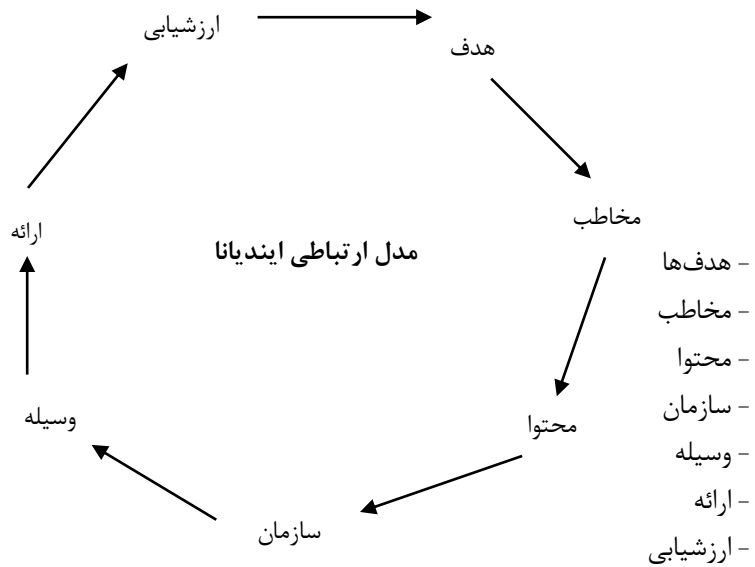 ارزشیابی
هدف
مخاطب
ارائه
مدل ارتباطی ایندیانا
وسیله
محتوا
سازمان
- هدف‌ها
- مخاطب
- محتوا
- سازمان
- وسیله
- ارائه
- ارزشیابی